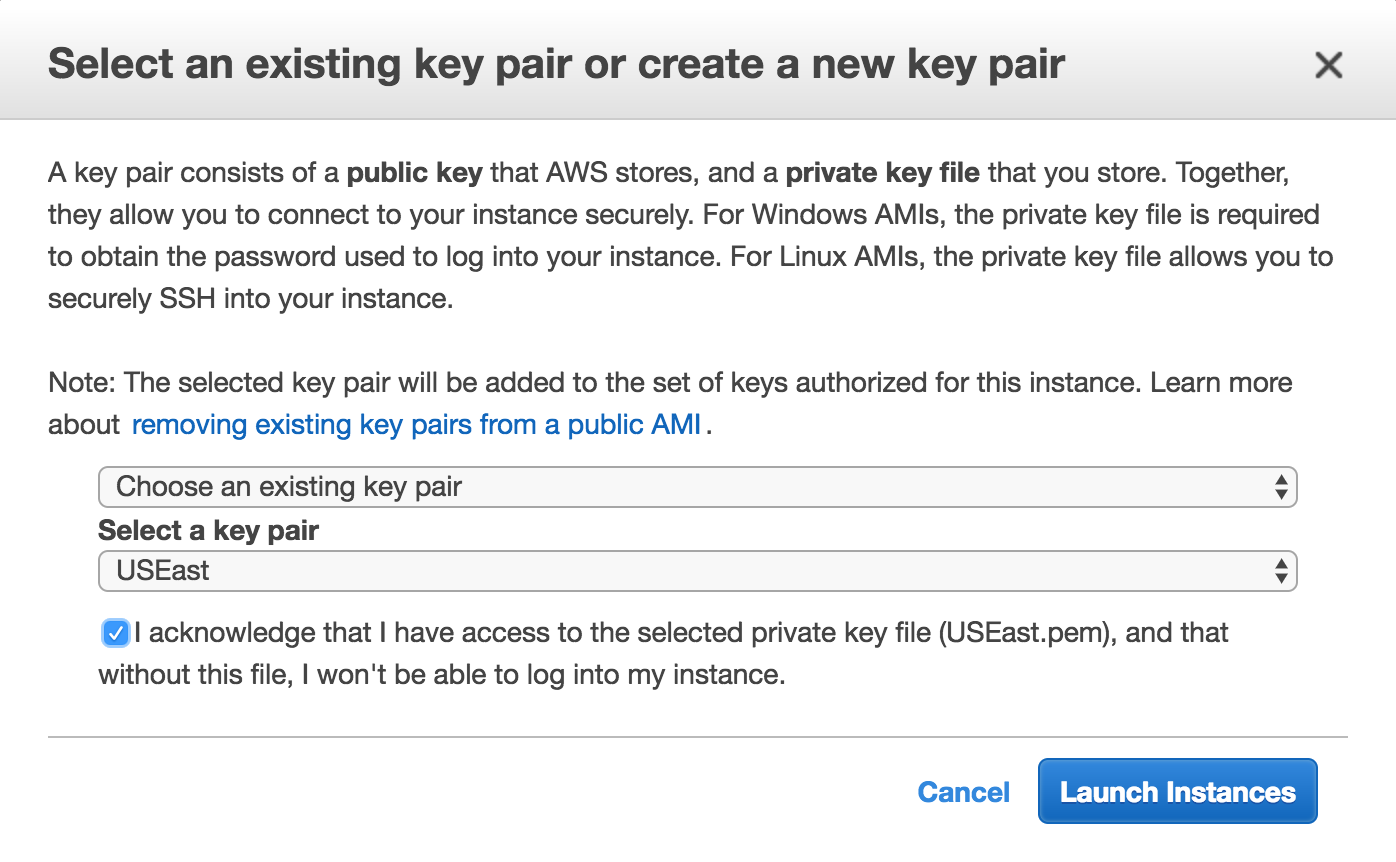 Select an existing key pair or create a new key pair
A key pair consists of a public key that AWS stores, and a private key file that you store. Together,
they allow you to connect to your instance securely. For Windows AMIs, the private key file is required
to obtain the password used to log into your instance. For Linux AMIs, the private key file allows you to
securely SSH into your instance.
Note: The selected key pair will be added to the set of keys authorized for this instance. Learn more
about removing existing key pairs from a public AMI .
Choose an existing key pair
Select a key pair
USEast
I acknowledge that I have access to the selected private key file (USEast.pem), and that
without this file, I won't be able to log into my instance.
Cancel Launch Instances